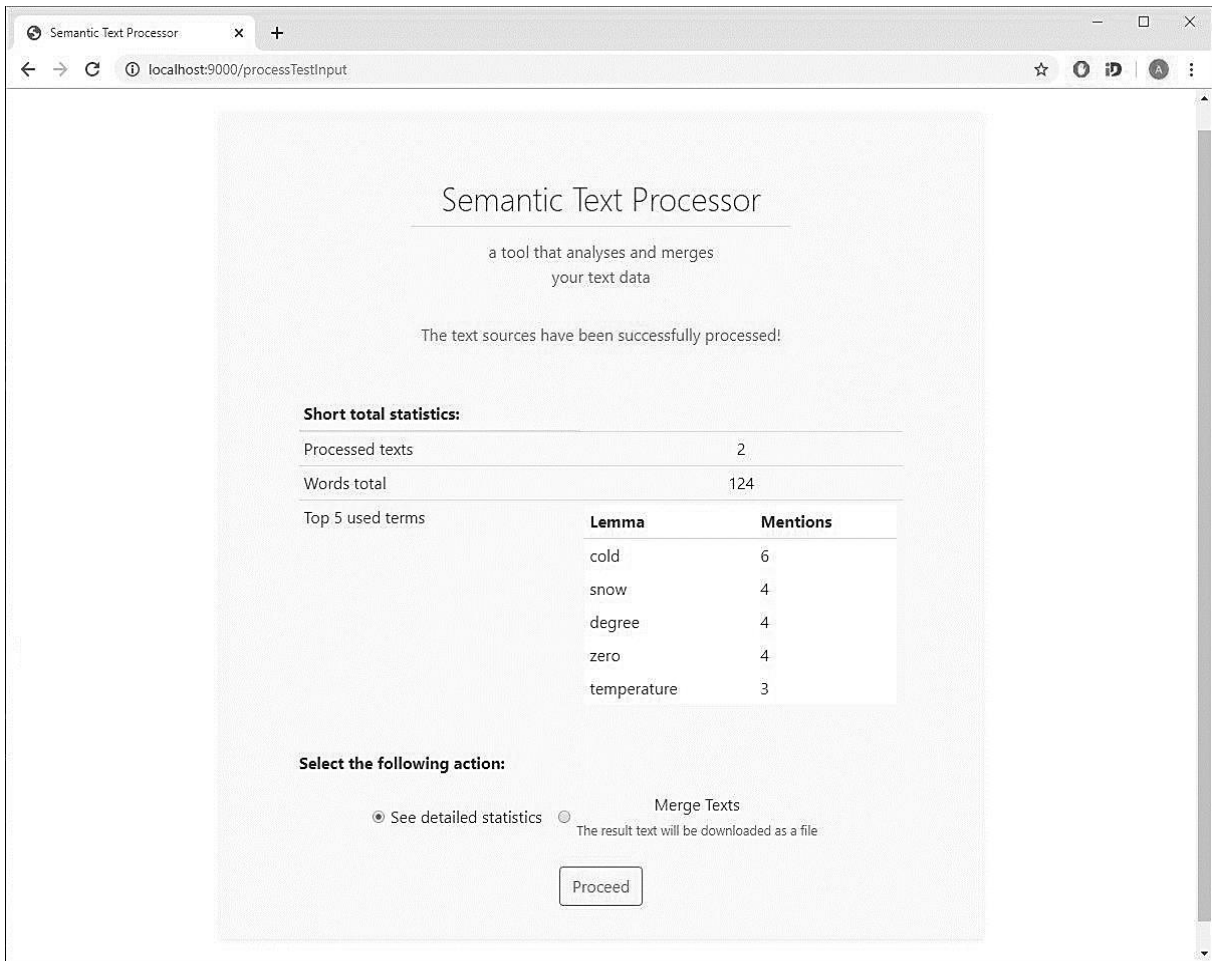 Semantic Text Processor
localhost:9000/processTestInput
A
Semantic Text Processor
a tool that analyses and merges
your text data
The text sources have been successfully processed!
Short total statistics:
Processed texts 2
Words total 124
Top 5 used terms
Lemma Mentions
cold 6
snow 4
degree 4
zero 4
temperature 3
Select the following action:
See detailed statistics
Merge Texts
The result text will be downloaded as a file
Proceed